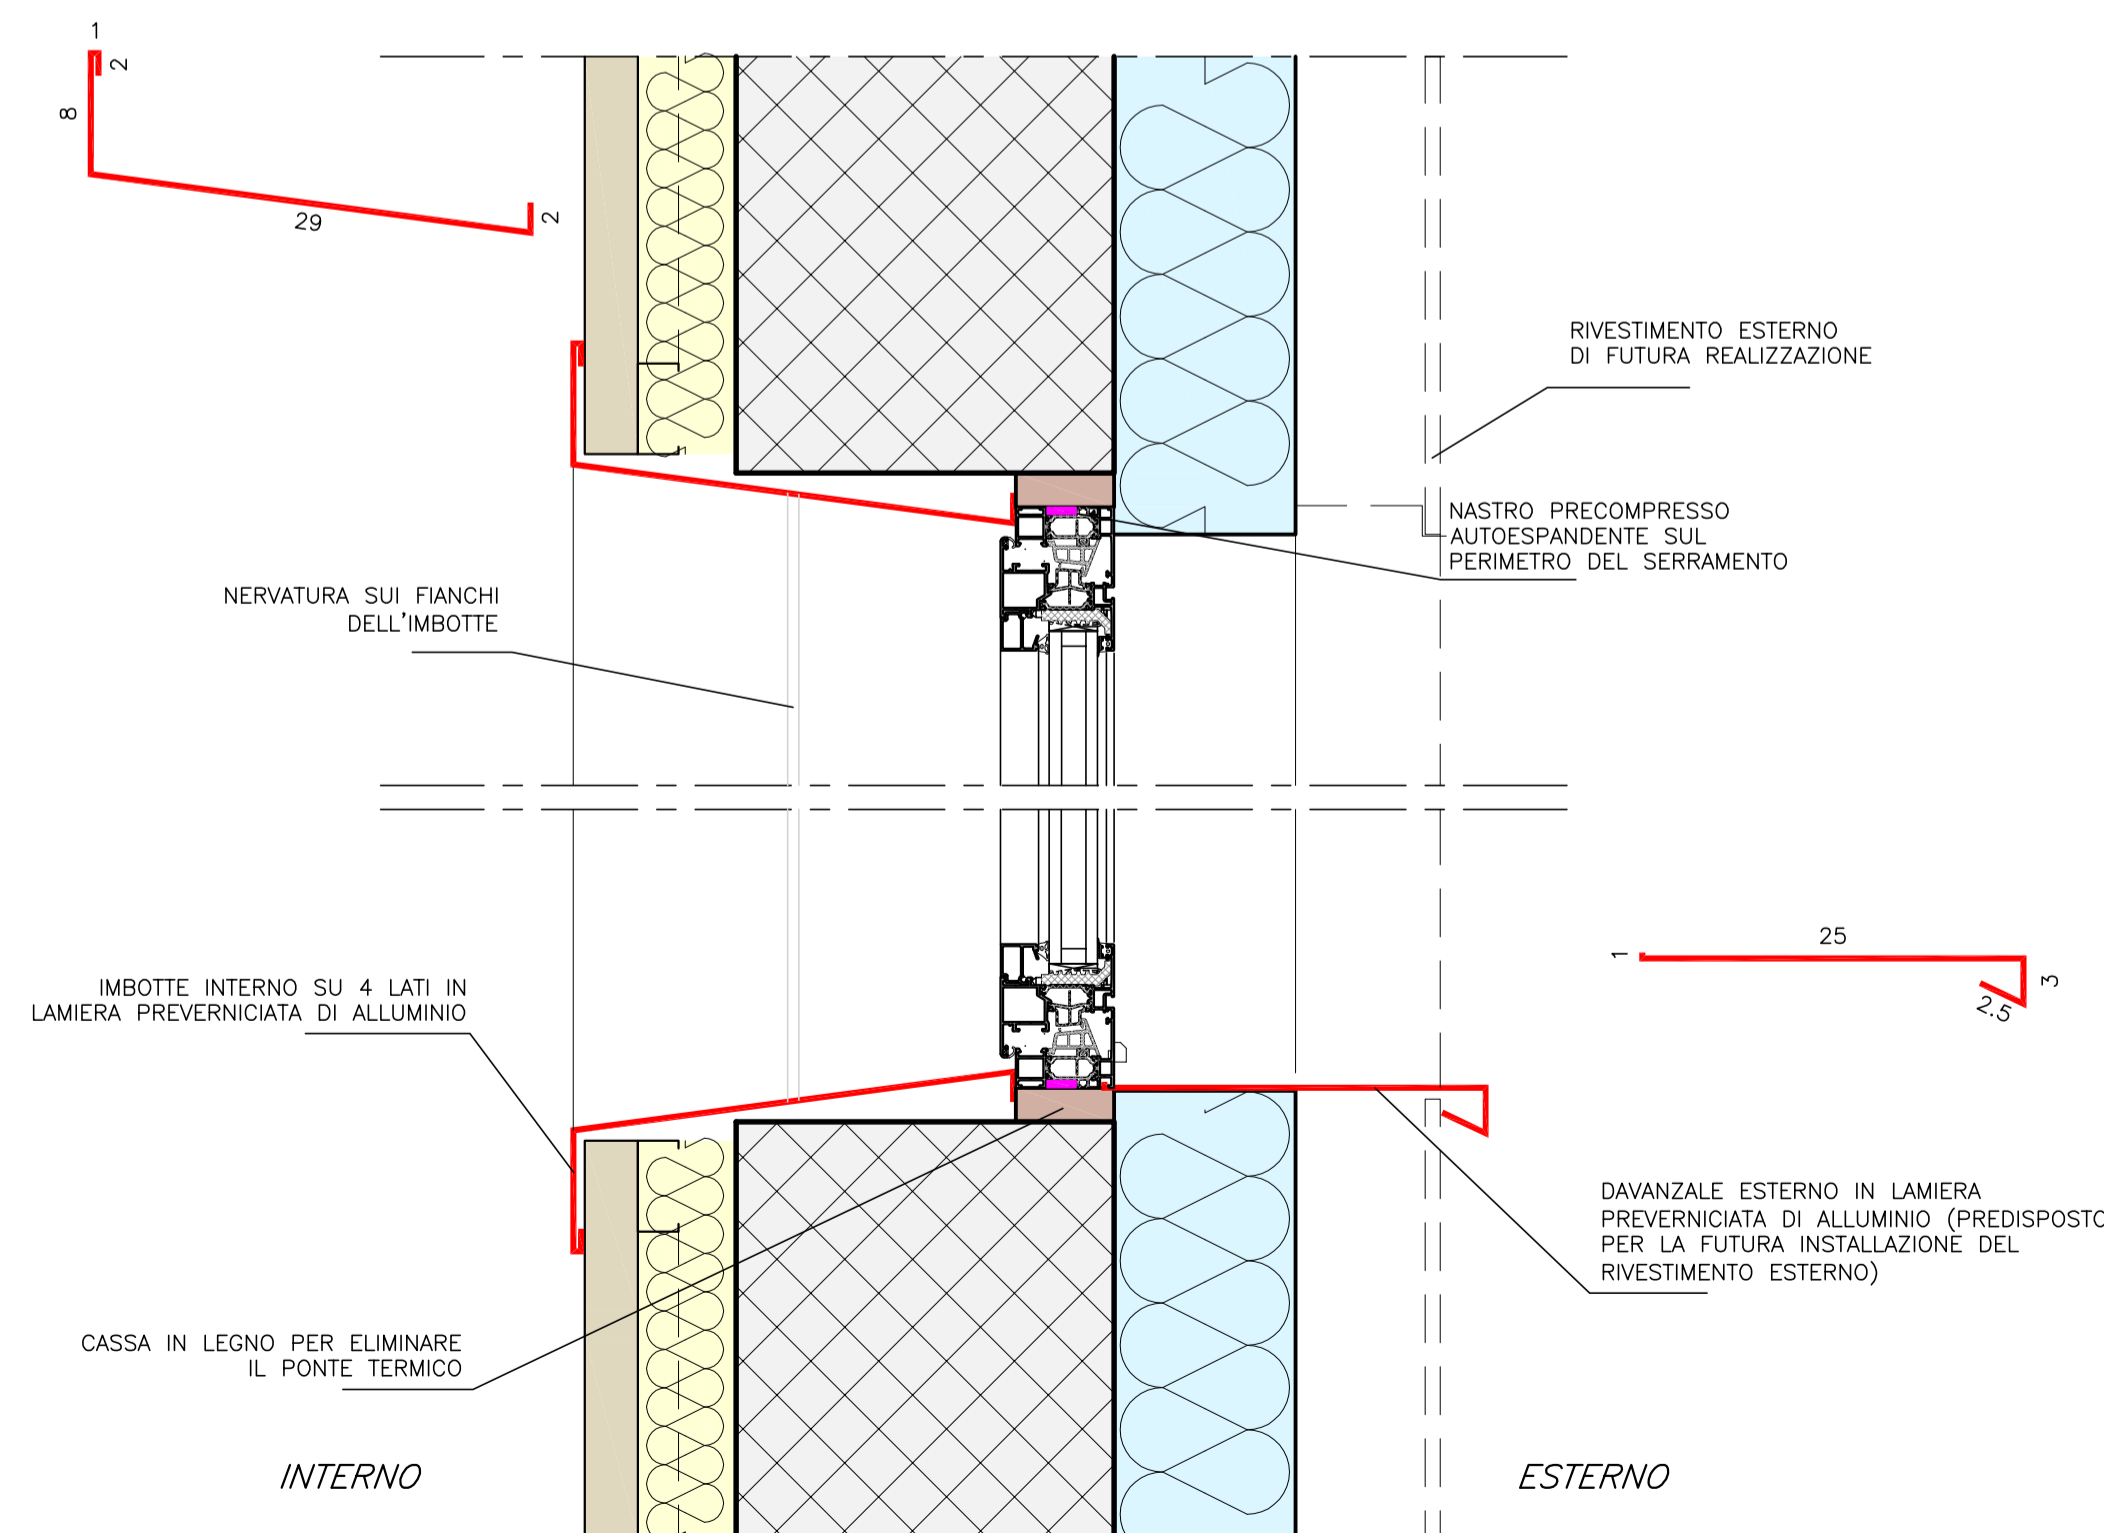 1
2
8
29
2
RIVESTIMENTO ESTERNO
DI FUTURA REALIZZAZIONE
NASTRO PRECOMPRESSO
AUTOESPANDENTE SUL
PERIMETRO DEL SERRAMENTO
NERVATURA SUI FIANCHI
DELL'IMBOTTE
25
1
3
2.5
IMBOTTE INTERNO SU 4 LATI IN
LAMIERA PREVERNICIATA DI ALLUMINIO
DAVANZALE ESTERNO IN LAMIERA
PREVERNICIATA DI ALLUMINIO (PREDISPOSTO
PER LA FUTURA INSTALLAZIONE DEL
RIVESTIMENTO ESTERNO)
CASSA IN LEGNO PER ELIMINARE
IL PONTE TERMICO
INTERNO
ESTERNO